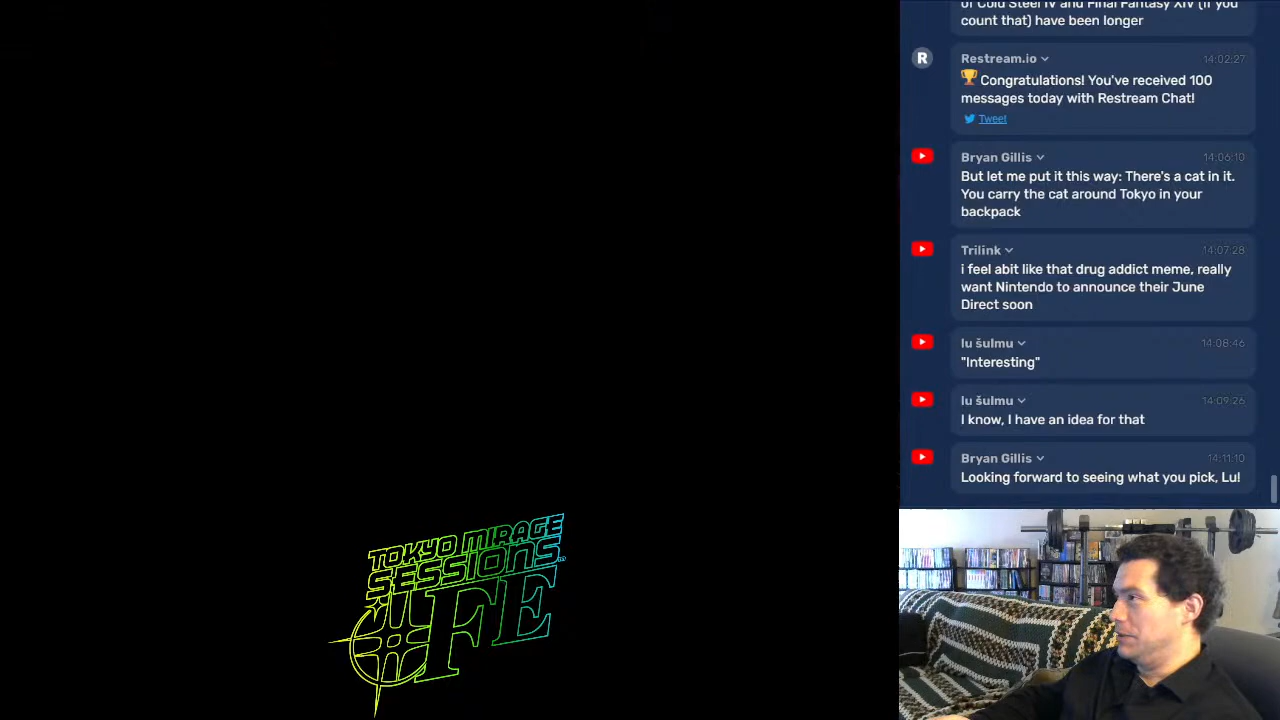 of Cold Steel IV and Final Fantasy XIV (if you
count that) have been longer
R
Restream.io
14:02:27
🏆Congratulations! You've received 100
messages today with Restream Chat!
Tweet
Bryan Gillis
14:06:10
But let me put it this way: There's a cat in it.
You carry the cat around Tokyo in your
backpack
Trilink
14:07:28
i feel abit like that drug addict meme, really
want Nintendo to announce their June
Direct soon
lu šulmu
14:08:46
"Interesting"
lu šulmu
14:09:26
I know, I have an idea for that
Bryan Gillis
14:11:10
Looking forward to seeing what you pick, Lu!
TOKYO MIRAGE
SESSIONS™
#FE